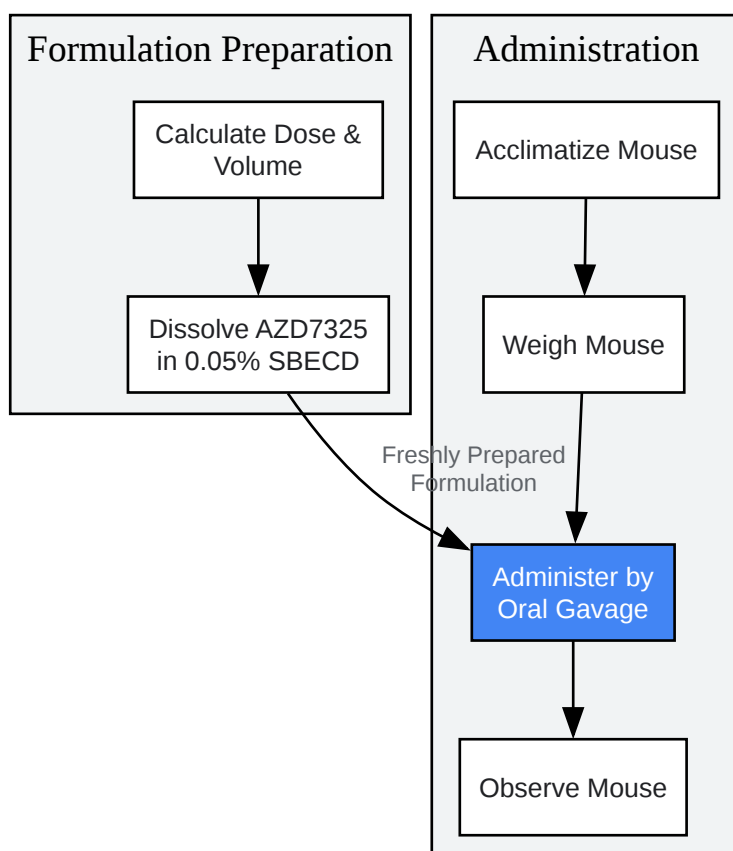 Formulation Preparation
Calculate Dose &
Volume
Dissolve AZD7325
in 0.05% SBECD
Freshly Prepared
Formulation
Administration
Acclimatize Mouse
Weigh Mouse
Administer by
Oral Gavage
Observe Mouse